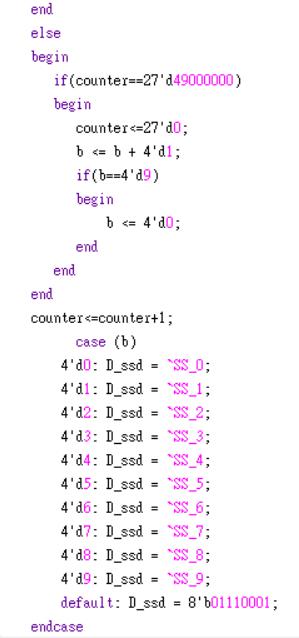 end
else
begin
if(counter==27'd49000000)
begin
counter<=27'd0;
b <= b + 4'd1;
if(b==4'd9)
begin
b <= 4'd0;
end
end
end
counter<=counter+1;
case (b)
4'd0: D_ssd = `SS_0;
4'd1: D_ssd = `SS_1;
4'd2: D_ssd = `SS_2;
4'd3: D_ssd = `SS_3;
4'd4: D_ssd = `SS_4;
4'd5: D_ssd = `SS_5;
4'd6: D_ssd = `SS_6;
4'd7: D_ssd = `SS_7;
4'd8: D_ssd = `SS_8;
4'd9: D_ssd = `SS_9;
default: D_ssd = 8'b01110001;
endcase